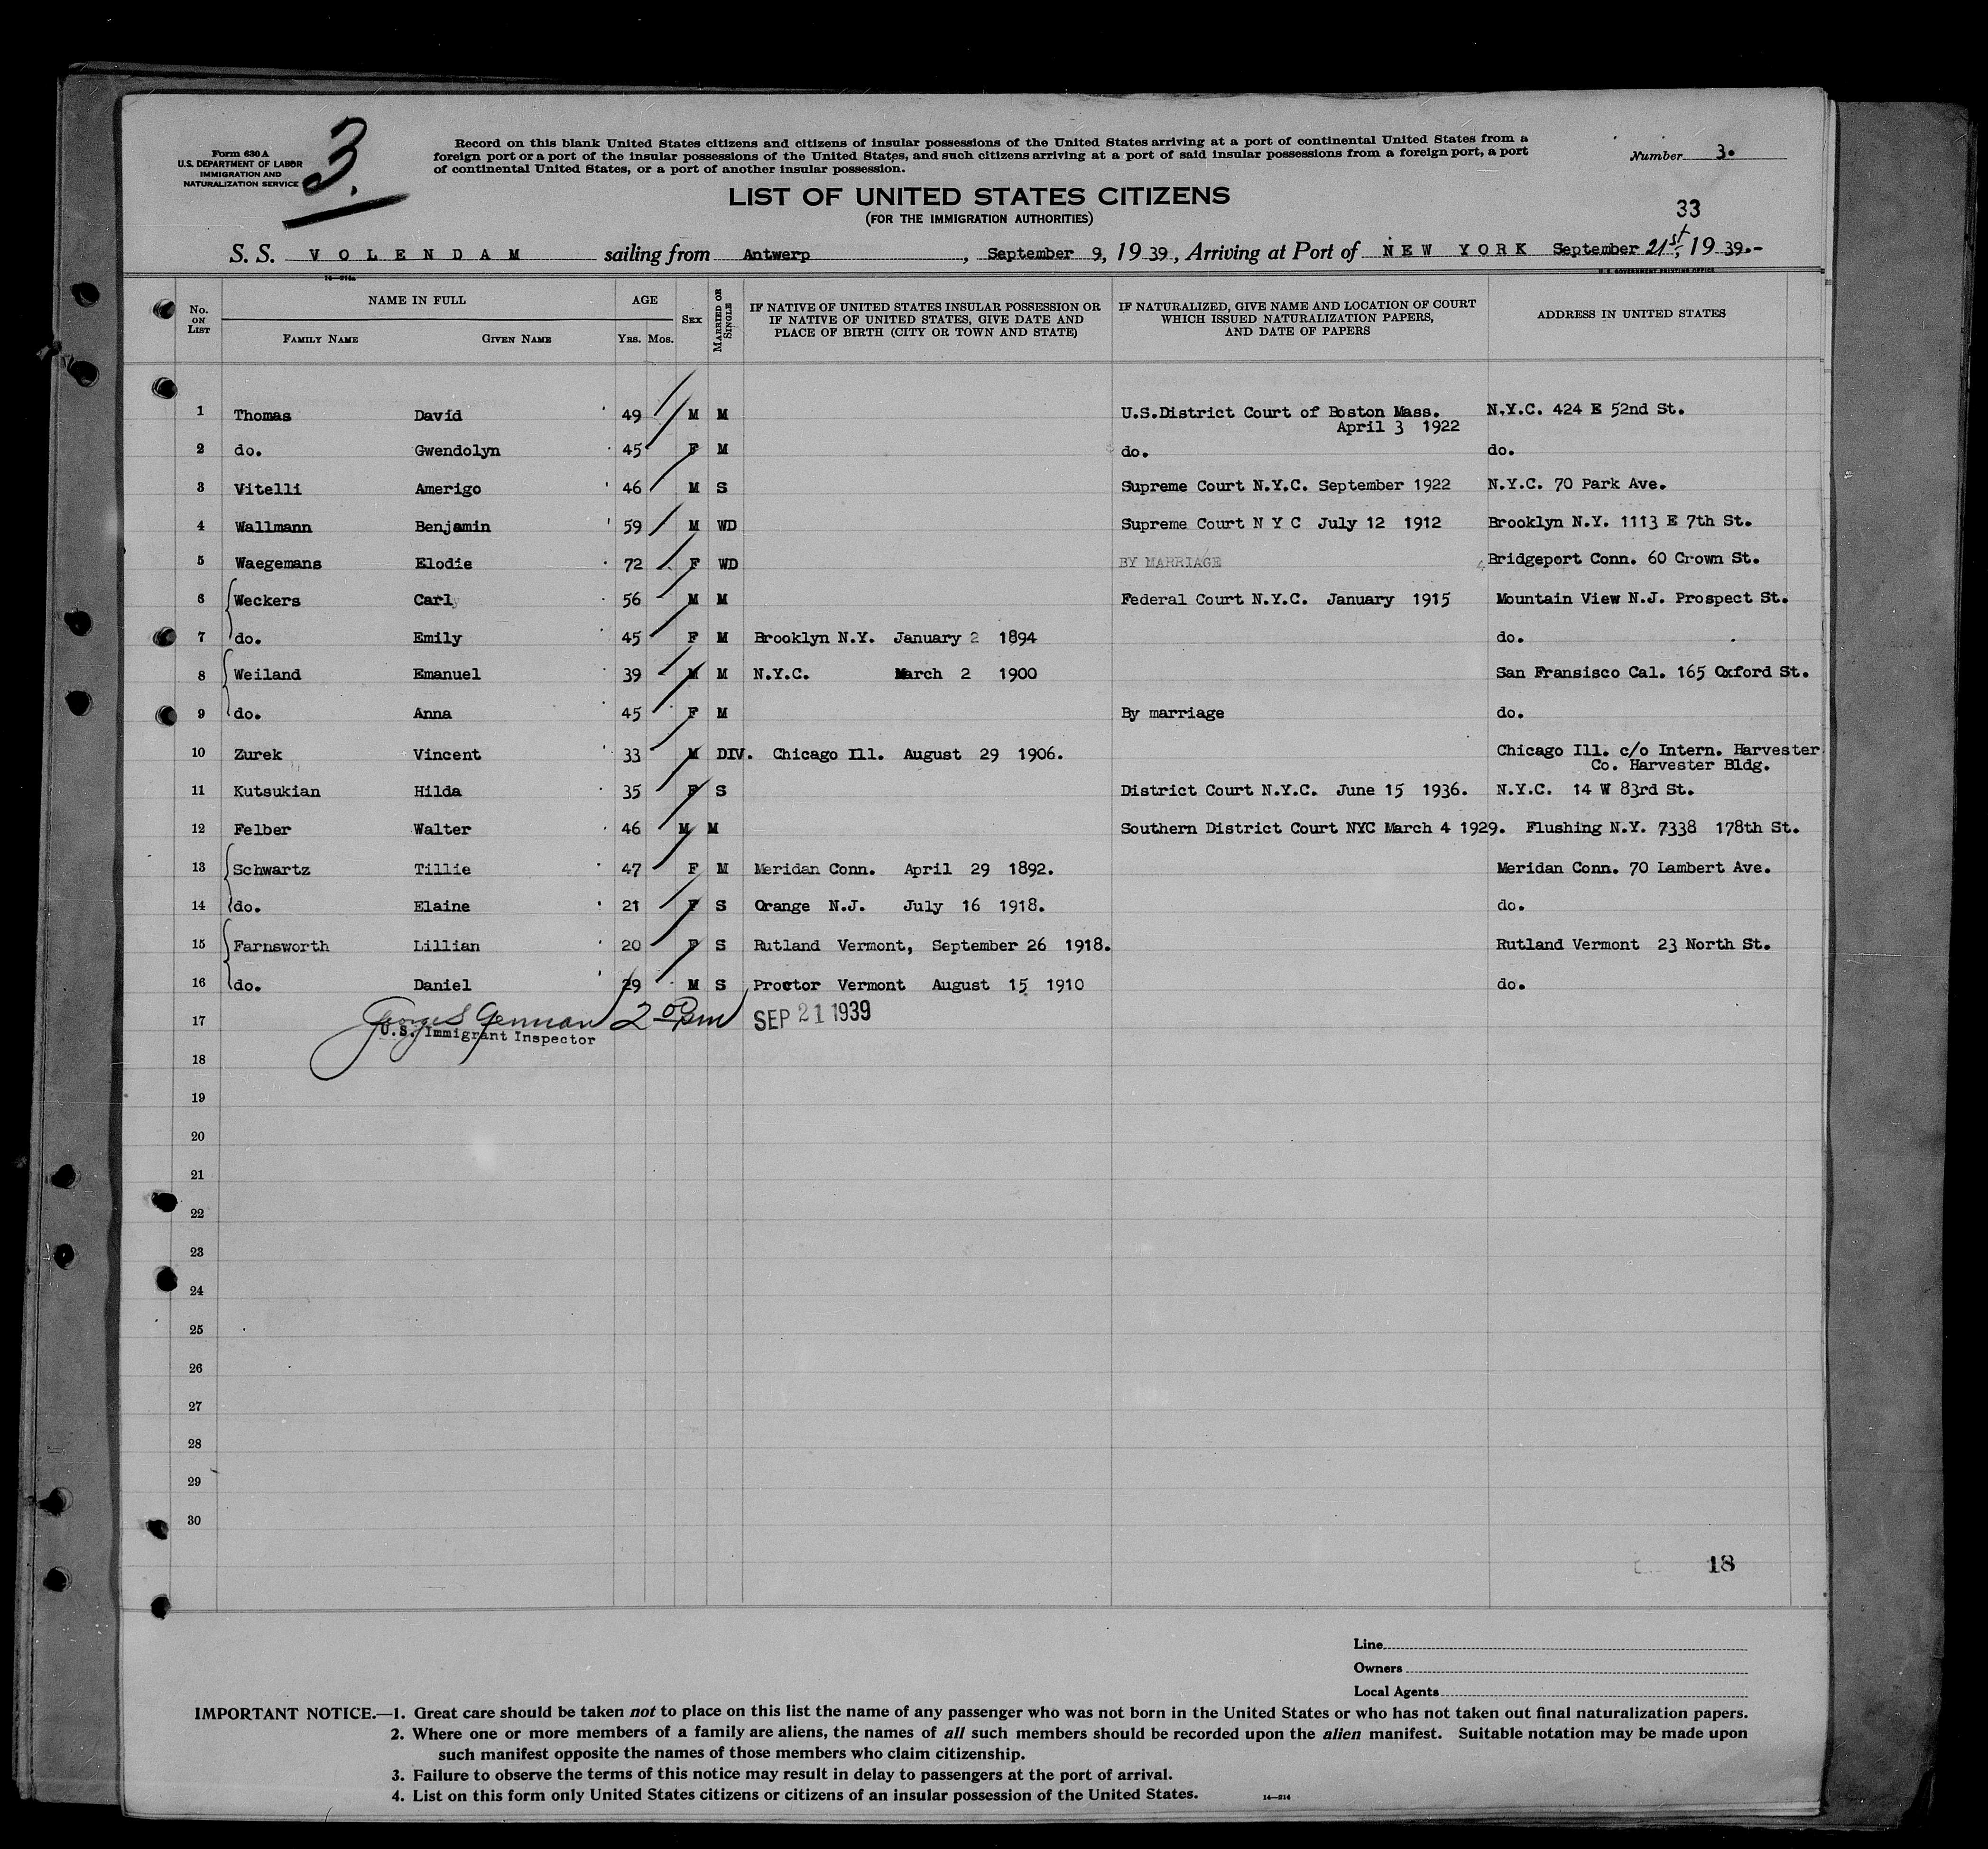 Form 630 A
U.S. DEPARTMENT OF LABOR
IMMIGRATION AND
NATURALIZATION SERVICE
3.
Record on this blank United States citizens and citizens of insular possessions of the United States arriving at a port of continental United States from a
foreign port or a port of the insular possessions of the United States, and such citizens arriving at a port of said insular possessions from a foreign port, a port
of continental United States, or a port of another insular possession.
Number 3.
LIST OF UNITED STATES CITIZENS
(FOR THE IMMIGRATION AUTHORITIES)
33
S. S. VOLENDAM sailing from Antwerp, September 9, 19 39, Arriving at Port of NEW YORK September 21st, 19 39.-
No. ON LIST
NAME IN FULL
FAMILY NAME GIVEN NAME
AGE
YRS. MOS.
SEX
MARRIED OR SINGLE
IF NATIVE OF UNITED STATES INSULAR POSSESSION OR
IF NATIVE OF UNITED STATES, GIVE DATE AND
PLACE OF BIRTH (CITY OR TOWN AND STATE)
IF NATURALIZED, GIVE NAME AND LOCATION OF COURT
WHICH ISSUED NATURALIZATION PAPERS,
AND DATE OF PAPERS
ADDRESS IN UNITED STATES
1 Thomas David 49 M M U.S.District Court of Boston Mass. N.Y.C. 424 E 52nd St.
April 3 1922
2 do. Gwendolyn 45 F M do. do.
3 Vitelli Amerigo 46 M S Supreme Court N.Y.C. September 1922 N.Y.C. 70 Park Ave.
4 Wallmann Benjamin 59 M WD Supreme Court N Y C July 12 1912 Brooklyn N.Y. 1113 E 7th St.
5 Waegemans Elodie 72 F WD BY MARRIAGE Bridgeport Conn. 60 Crown St.
6 Weckers Carl 56 M M Federal Court N.Y.C. January 1915 Mountain View N.J. Prospect St.
7 do. Emily 45 F M Brooklyn N.Y. January 2 1894 do.
8 Weiland Emanuel 39 M M N.Y.C. March 2 1900 San Fransisco Cal. 165 Oxford St.
9 do. Anna 45 F M By marriage do.
10 Zurek Vincent 33 M DIV. Chicago Ill. August 29 1906. Chicago Ill. c/o Intern. Harvester
Co. Harvester Bldg.
11 Kutsukian Hilda 35 F S District Court N.Y.C. June 15 1936. N.Y.C. 14 W 83rd St.
12 Felber Walter 46 M M Southern District Court NYC March 4 1929. Flushing N.Y. 7338 178th St.
13 Schwartz Tillie 47 F M Meridan Conn. April 29 1892. Meridan Conn. 70 Lambert Ave.
14 do. Elaine 21 F S Orange N.J. July 16 1918. do.
15 Farnsworth Lillian 20 F S Rutland Vermont, September 26 1918. Rutland Vermont 23 North St.
16 do. Daniel 29 M S Proctor Vermont August 15 1910 do.
17 George S German 2 00 pm SEP 21 1939
U.S. Immigrant Inspector
18
19
20
21
22
23
24
25
26
27
28
29
30
18
Line
Owners
Local Agents
IMPORTANT NOTICE.—1. Great care should be taken not to place on this list the name of any passenger who was not born in the United States or who has not taken out final naturalization papers.
2. Where one or more members of a family are aliens, the names of all such members should be recorded upon the alien manifest. Suitable notation may be made upon
such manifest opposite the names of those members who claim citizenship.
3. Failure to observe the terms of this notice may result in delay to passengers at the port of arrival.
4. List on this form only United States citizens or citizens of an insular possession of the United States.
14—214